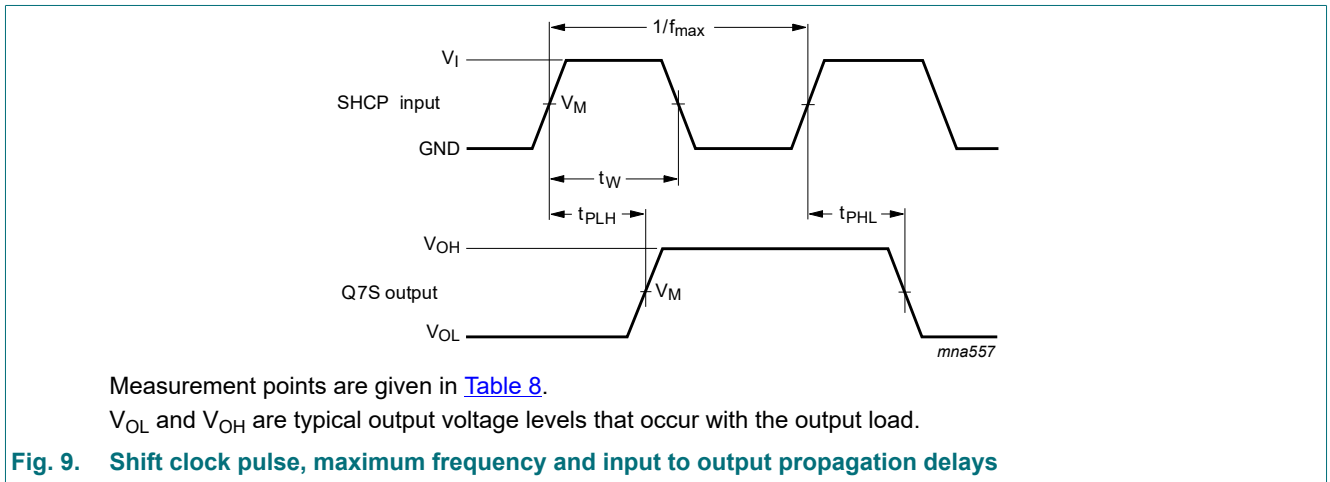 1/fmax
VI
SHCP input
VM
GND
tW
tPLH
tPHL
VOH
Q7S output
VM
VOL
mna557
Measurement points are given in Table 8.
VOL and VOH are typical output voltage levels that occur with the output load.
Fig. 9. Shift clock pulse, maximum frequency and input to output propagation delays